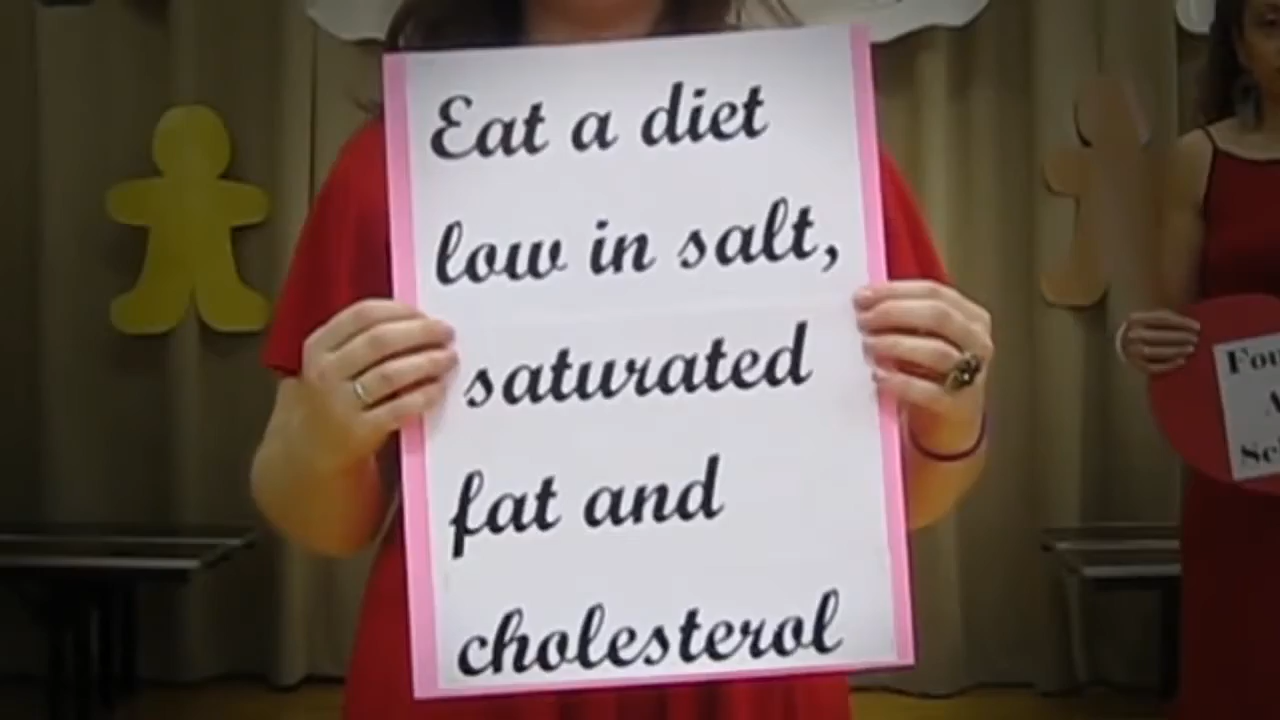 Eat a diet
low in salt,
saturated
fat and
cholesterol